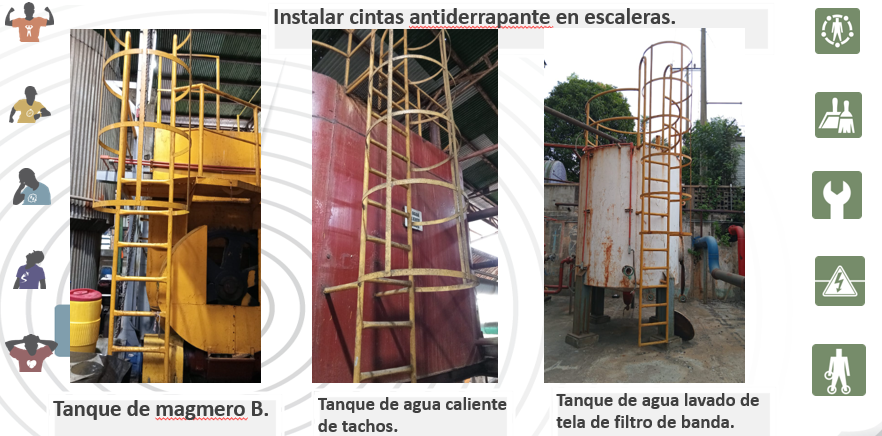 Instalar cintas antiderrapante en escaleras.
Tanque de magmero B.
Tanque de agua caliente
de tachos.
Tanque de agua lavado de
tela de filtro de banda.